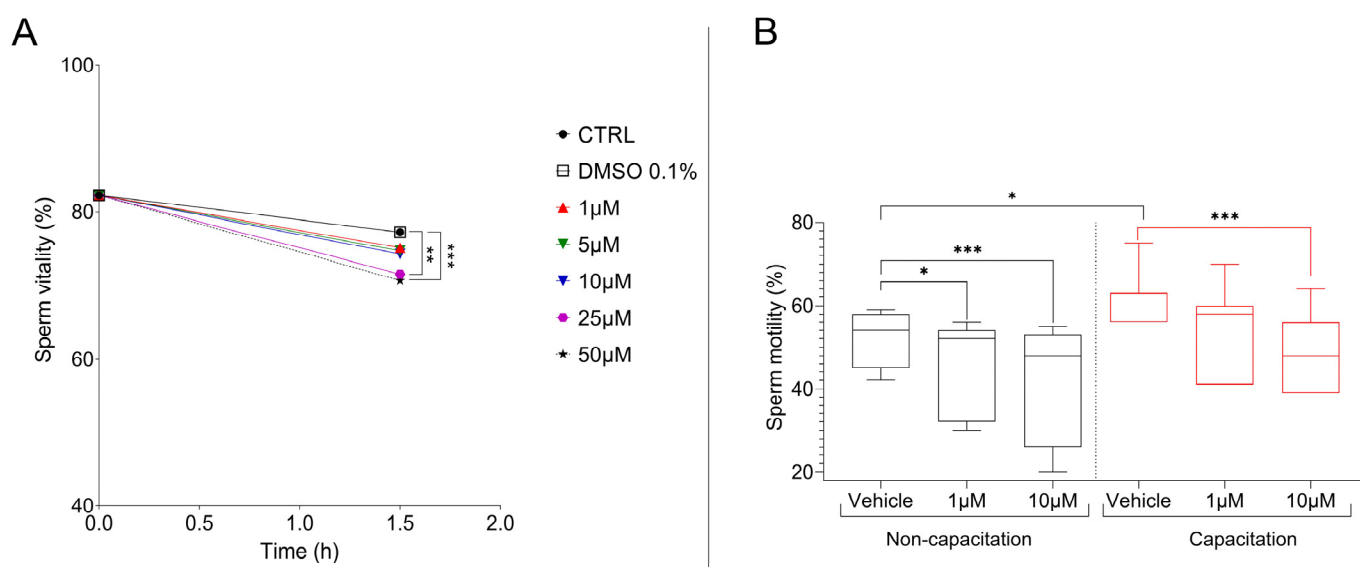 A
Sperm vitality (%)
100
80
60
40
0.0 0.5 1.0 1.5 2.0
Time (h)
**
***
CTRL
DMSO 0.1%
1µM
5µM
10µM
25µM
50µM
B
Sperm motility (%)
80
60
40
20
*
***
*
***
Vehicle 1µM 10µM Vehicle 1µM 10µM
Non-capacitation Capacitation